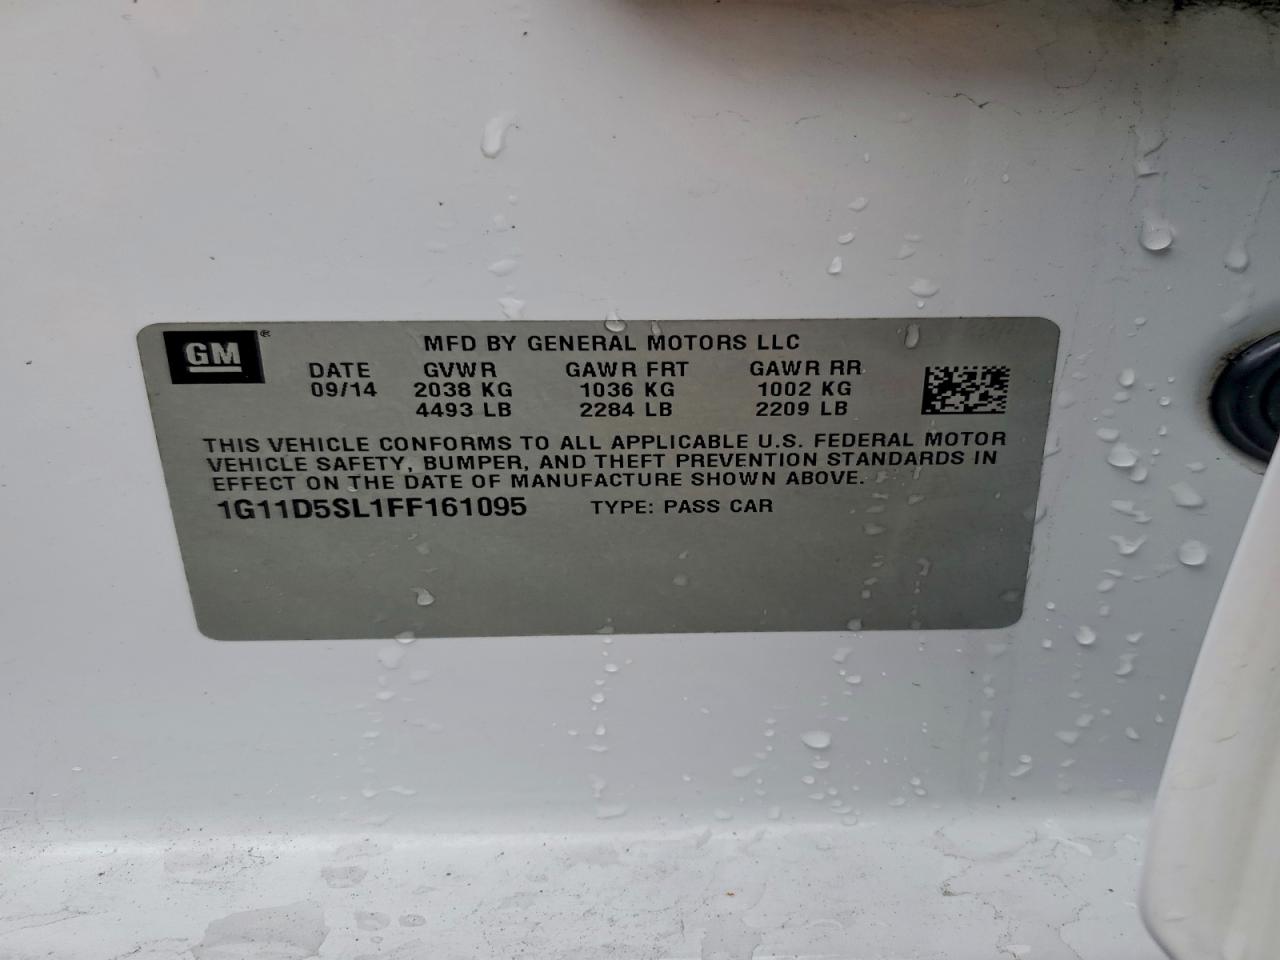 GM®
MFD BY GENERAL MOTORS LLC
DATE GVWR GAWR FRT GAWR RR
09/14 2038 KG 1036 KG 1002 KG
4493 LB 2284 LB 2209 LB
THIS VEHICLE CONFORMS TO ALL APPLICABLE U.S. FEDERAL MOTOR
VEHICLE SAFETY, BUMPER, AND THEFT PREVENTION STANDARDS IN
EFFECT ON THE DATE OF MANUFACTURE SHOWN ABOVE.
1G11D5SL1FF161095 TYPE: PASS CAR